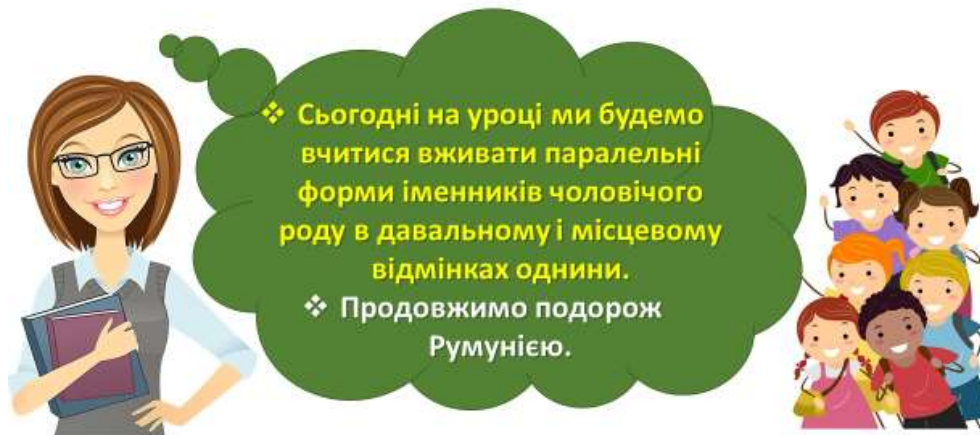 ❖ Сьогодні на уроці ми будемо
вчитися вживати паралельні
форми іменників чоловічого
роду в давальному і місцевому
відмінках однини.
❖ Продовжимо подорож
Румунією.